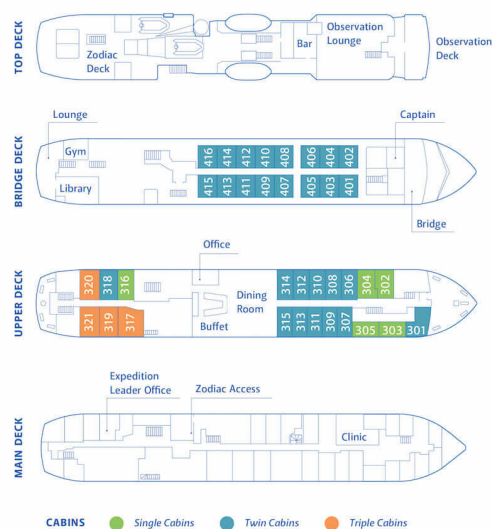 TOP DECK
Zodiac
Deck
Bar
Observation
Lounge
Observation
Deck
BRIDGE DECK
Lounge
Captain
Gym
Library
416 414 412 410 408 406 404 402
415 413 411 409 407 405 403 401
Bridge
UPPER DECK
Office
320 318 316
314 312 310 308 306 304 302
Dining
Room
Buffet
321 319 317
315 313 311 309 307 305 303 301
MAIN DECK
Expedition
Leader Office
Zodiac Access
Clinic
CABINS
Single Cabins
Twin Cabins
Triple Cabins